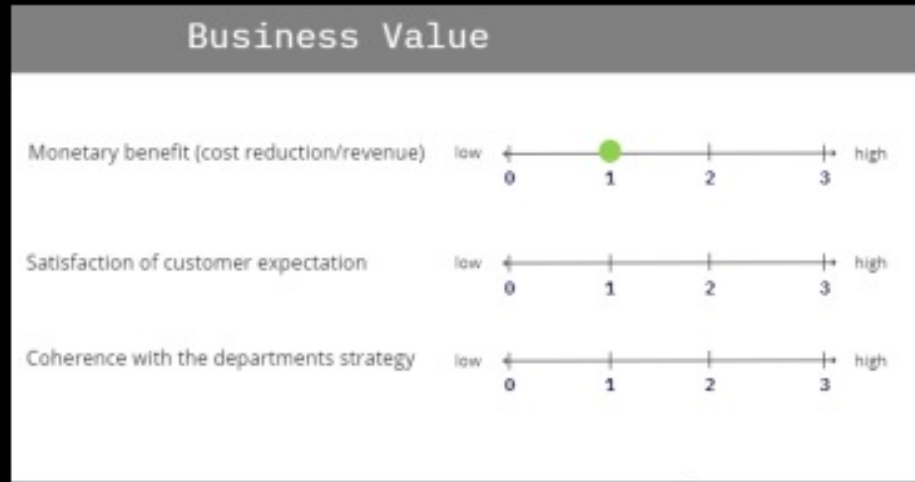 Business Value
Monetary benefit (cost reduction/revenue) low high
0 1 2 3
Satisfaction of customer expectation low high
0 1 2 3
Coherence with the departments strategy low high
0 1 2 3